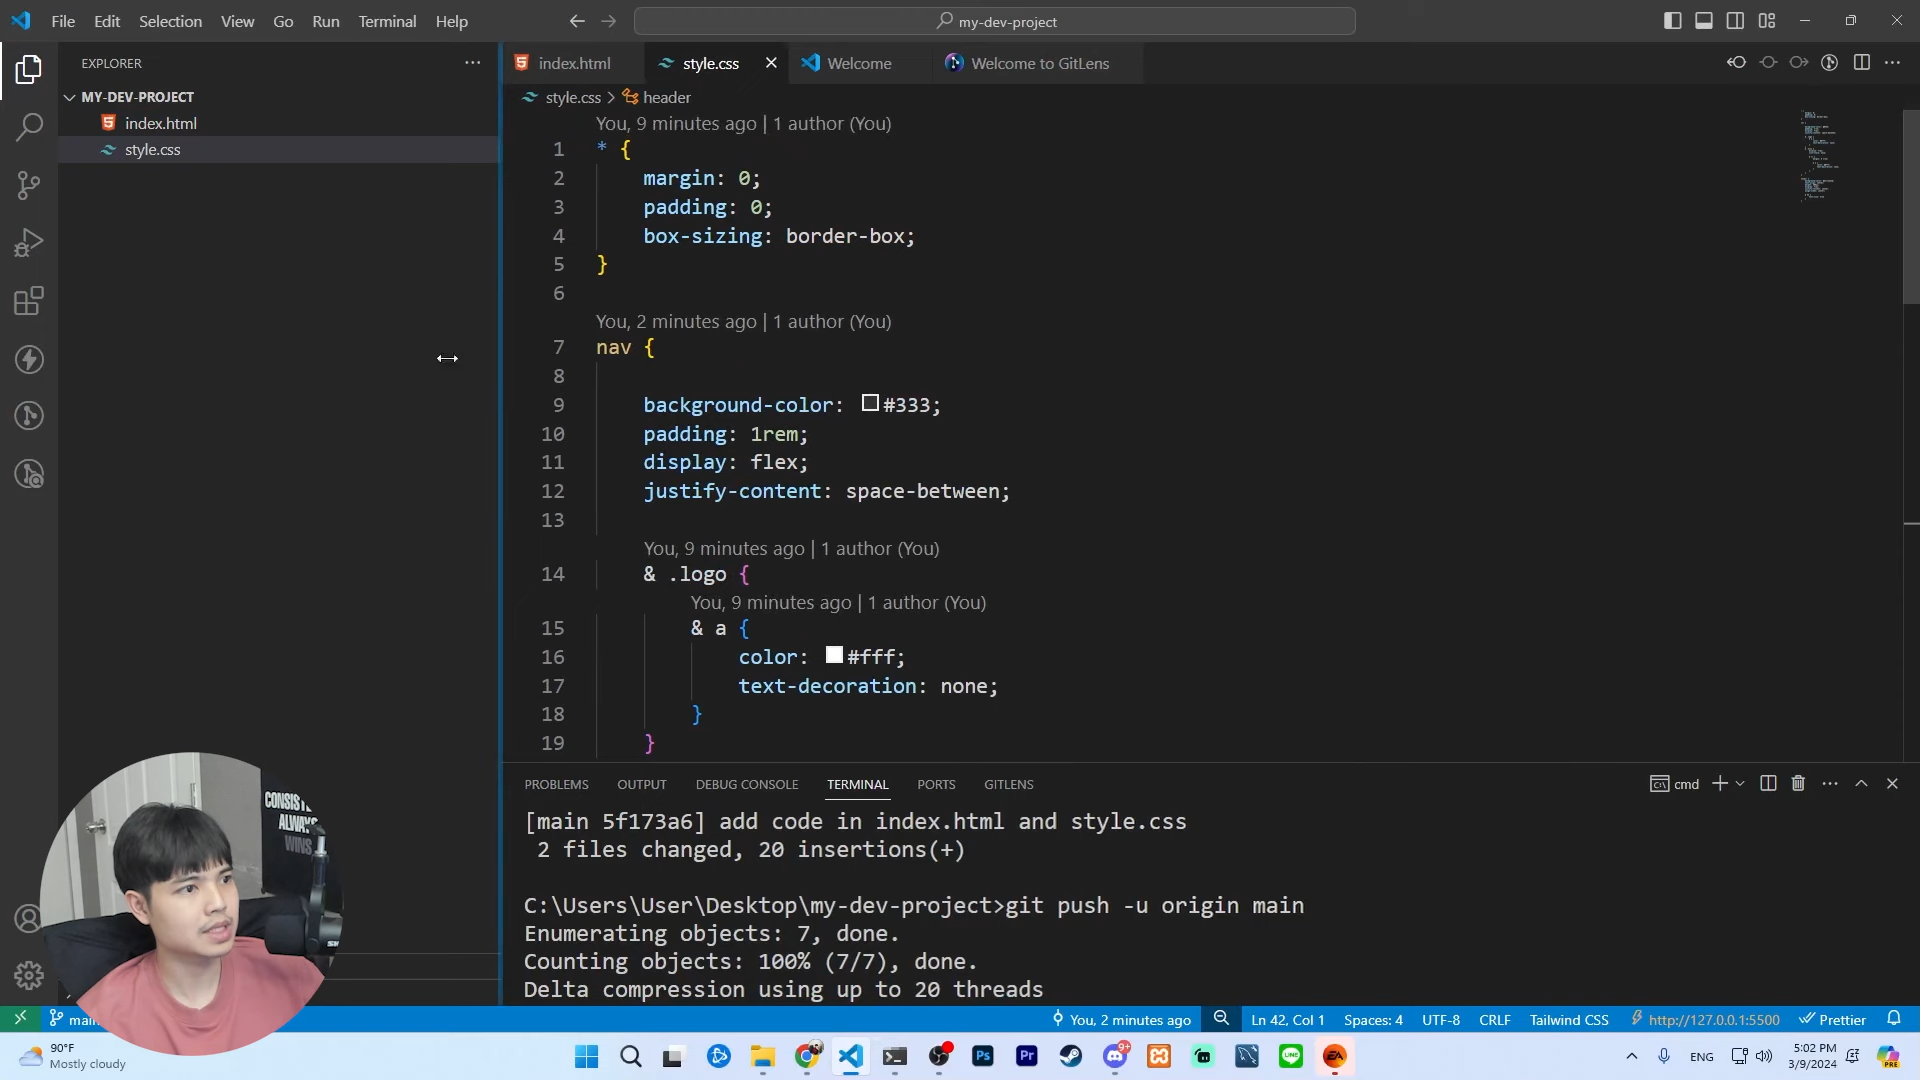 File Edit Selection View Go Run Terminal Help
my-dev-project
EXPLORER
MY-DEV-PROJECT
index.html
style.css
index.html
style.css
Welcome
Welcome to GitLens
style.css > header
You, 9 minutes ago | 1 author (You)
1 * {
2 margin: 0;
3 padding: 0;
4 box-sizing: border-box;
5 }
6
You, 2 minutes ago | 1 author (You)
7 nav {
8
9 background-color: #333;
10 padding: 1rem;
11 display: flex;
12 justify-content: space-between;
13
You, 9 minutes ago | 1 author (You)
14 & .logo {
You, 9 minutes ago | 1 author (You)
15 & a {
16 color: #fff;
17 text-decoration: none;
18 }
19 }
PROBLEMS OUTPUT DEBUG CONSOLE TERMINAL PORTS GITLENS
cmd
[main 5f173a6] add code in index.html and style.css
2 files changed, 20 insertions(+)
C:\Users\User\Desktop\my-dev-project>git push -u origin main
Enumerating objects: 7, done.
Counting objects: 100% (7/7), done.
Delta compression using up to 20 threads
CONSIST
ALWAYS
WINS
main
You, 2 minutes ago Ln 42, Col 1 Spaces: 4 UTF-8 CRLF Tailwind CSS http://127.0.0.1:5500 Prettier
90°F
Mostly cloudy
Ps
Pr
9+
LINE
EA
ENG
5:02 PM
3/9/2024
PRE